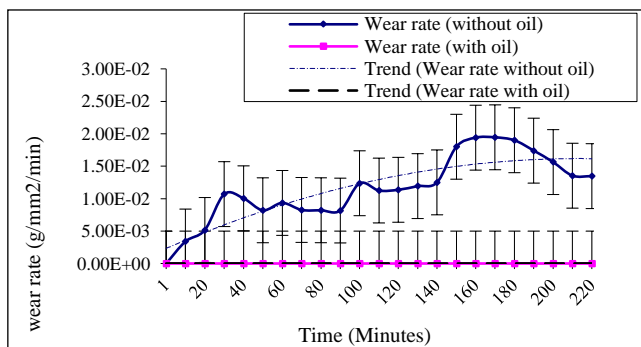 Wear rate (without oil)
Wear rate (with oil)
Trend (Wear rate without oil)
Trend (Wear rate with oil)
3.00E-02
2.50E-02
2.00E-02
1.50E-02
1.00E-02
5.00E-03
0.00E+00
wear rate (g/mm2/min)
1 20 40 60 80 100 120 140 160 180 200 220
Time (Minutes)